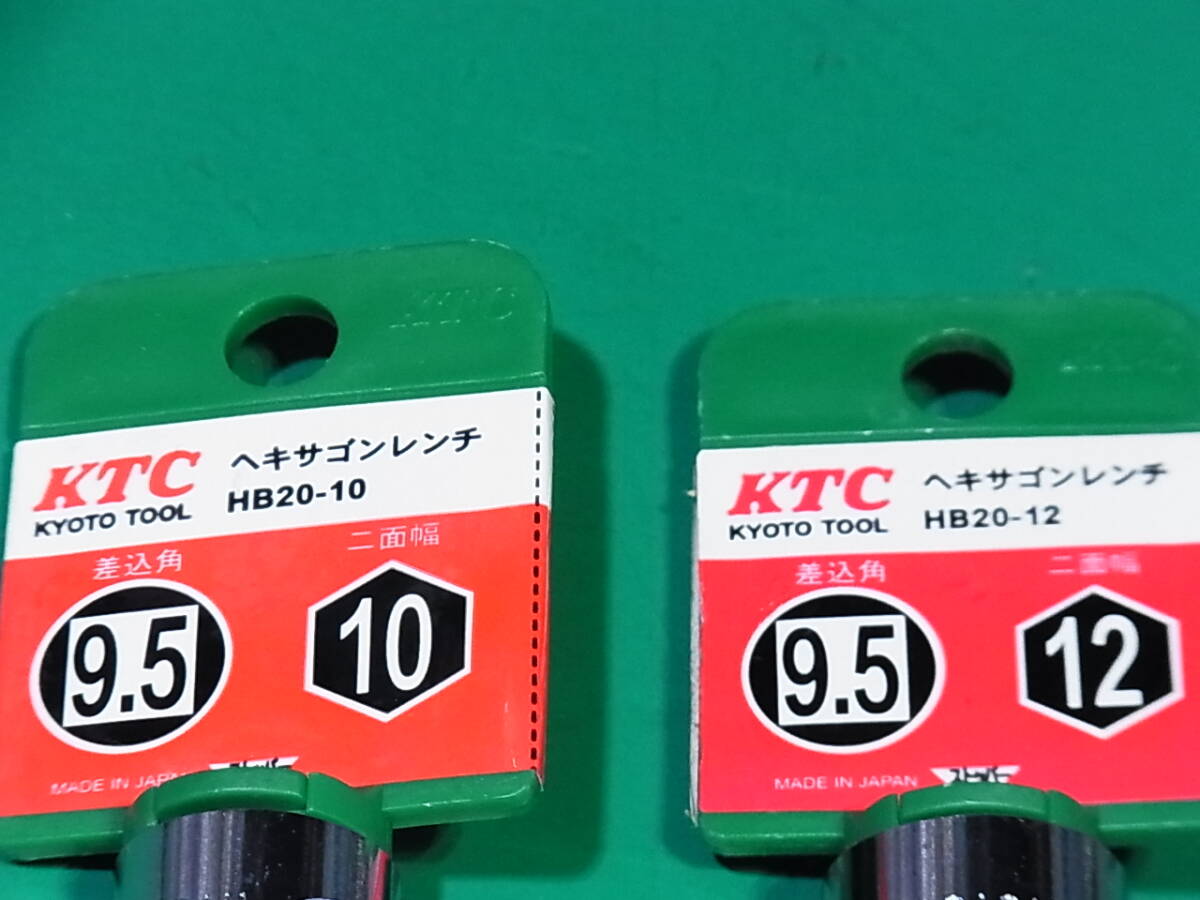 KTC
KTC ヘキサゴンレンチ
KYOTO TOOL HB20-10
差込角 二面幅
9.5 10
MADE IN JAPAN
KTC ヘキサゴンレンチ
KYOTO TOOL HB20-12
差込角 二面幅
9.5 12
MADE IN JAPAN